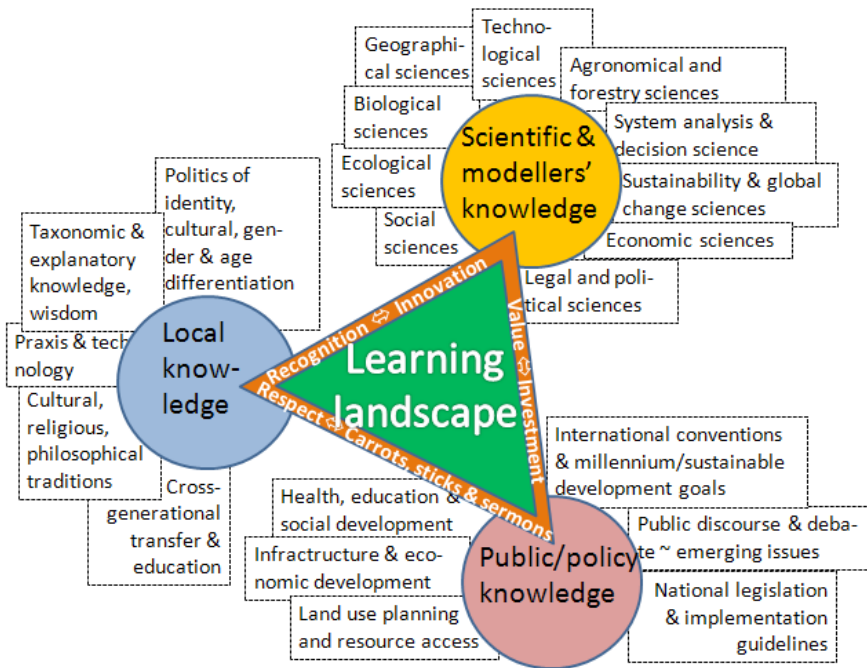 Techno-
logical
sciences
Geographi-
cal sciences
Agronomical and
forestry sciences
Biological
sciences
System analysis &
decision science
Scientific &
modellers'
knowledge
Ecological
sciences
Sustainability & global
change sciences
Social
sciences
Economic sciences
Legal and poli-
tical sciences
Politics of
identity,
cultural, gen-
der & age
differentiation
Taxonomic &
explanatory
knowledge,
wisdom
Local
know-
ledge
Praxis & tech
nology
Cultural,
religious,
philosophical
traditions
Cross-
generational
transfer &
education
Recognition ⇔ Innovation
Value ⇔ Investment
Respect ⇔ Carrots, sticks & sermons
Learning
landscape
International conventions
& millennium/sustainable
development goals
Health, education &
social development
Public discourse & deba-
te ~ emerging issues
Infractructure & eco-
nomic development
Public/policy
knowledge
Land use planning
and resource access
National legislation
& implementation
guidelines